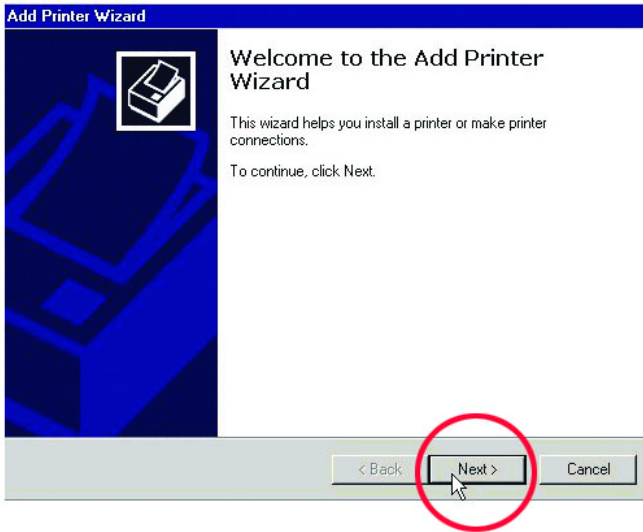 Add Printer Wizard
Welcome to the Add Printer
Wizard
This wizard helps you install a printer or make printer
connections.
To continue, click Next.
< Back
Next >
Cancel